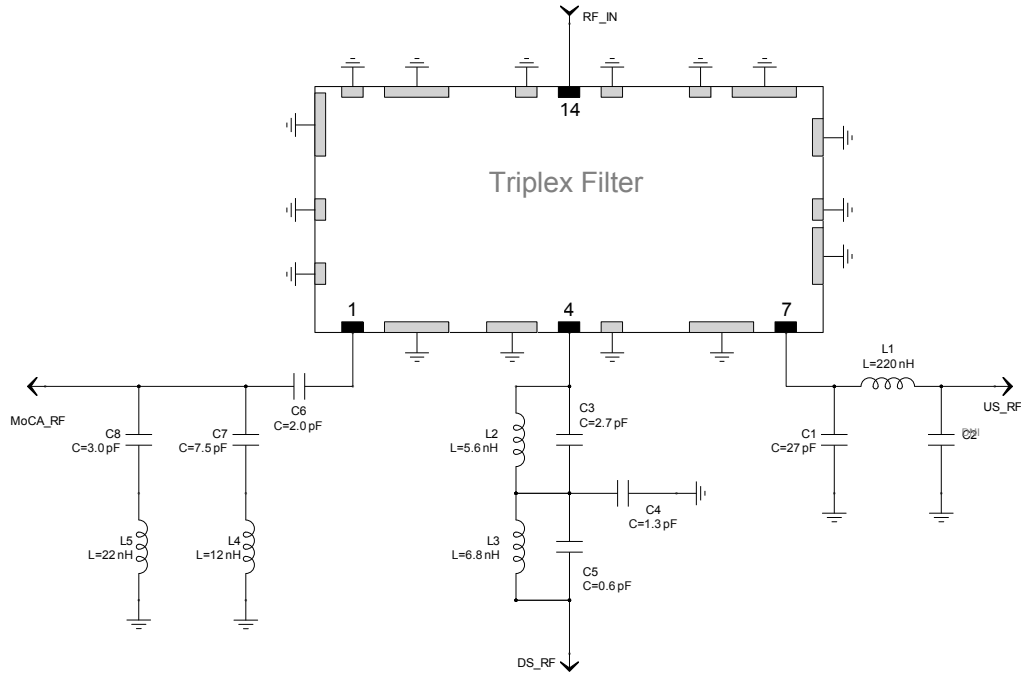 RF_IN
14
Triplex Filter
1
4
7
L1
L=220 nH
MoCA_RF
US_RF
C6
C=2.0 pF
C8
C=3.0 pF
C7
C=7.5 pF
C3
C=2.7 pF
L2
L=5.6 nH
C1
C=27 pF
C2
C4
C=1.3 pF
L5
L=22 nH
L4
L=12 nH
L3
L=6.8 nH
C5
C=0.6 pF
DS_RF